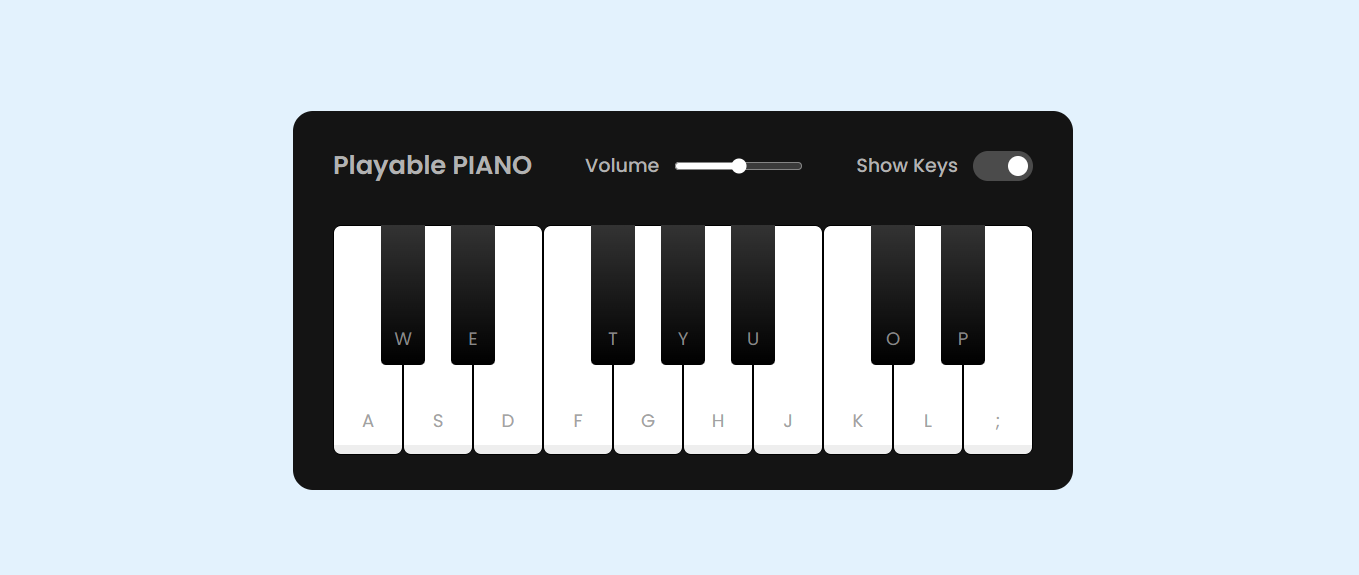 Playable PIANO Volume Show Keys
W E T Y U O P
A S D F G H J K L ;